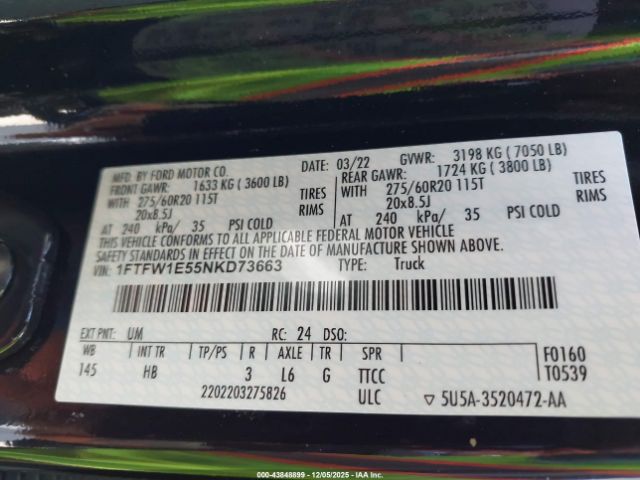 MFD. BY FORD MOTOR CO.
DATE: 03/22 GVWR: 3198 KG ( 7050 LB)
FRONT GAWR: 1633 KG ( 3600 LB)
WITH 275/60R20 115T TIRES
20x8.5J RIMS
AT 240 kPa/ 35 PSI COLD
REAR GAWR: 1724 KG ( 3800 LB)
WITH 275/60R20 115T TIRES
20x8.5J RIMS
AT 240 kPa/ 35 PSI COLD
THIS VEHICLE CONFORMS TO ALL APPLICABLE FEDERAL MOTOR VEHICLE
SAFETY STANDARDS IN EFFECT ON THE DATE OF MANUFACTURE SHOWN ABOVE.
VIN: 1FTFW1E55NKD73663 TYPE: Truck
EXT PNT: UM RC: 24 DSO:
WB INT TR TP/PS R AXLE TR SPR F0160
145 HB 3 L6 G TTCC T0539
2202203275826 ULC ▽ 5U5A-3520472-AA
000-43848899 | 12/05/2025 - IAA Inc.